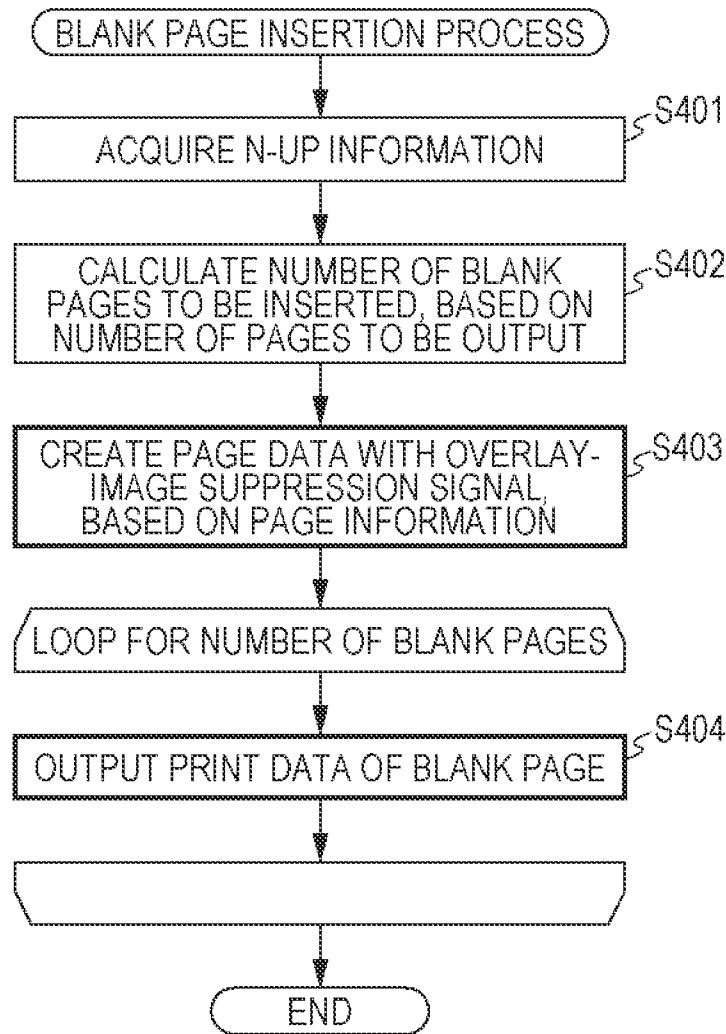 BLANK PAGE INSERTION PROCESS
S401
ACQUIRE N-UP INFORMATION
S402
CALCULATE NUMBER OF BLANK
PAGES TO BE INSERTED, BASED ON
NUMBER OF PAGES TO BE OUTPUT
S403
CREATE PAGE DATA WITH OVERLAY-
IMAGE SUPPRESSION SIGNAL,
BASED ON PAGE INFORMATION
LOOP FOR NUMBER OF BLANK PAGES
S404
OUTPUT PRINT DATA OF BLANK PAGE
END